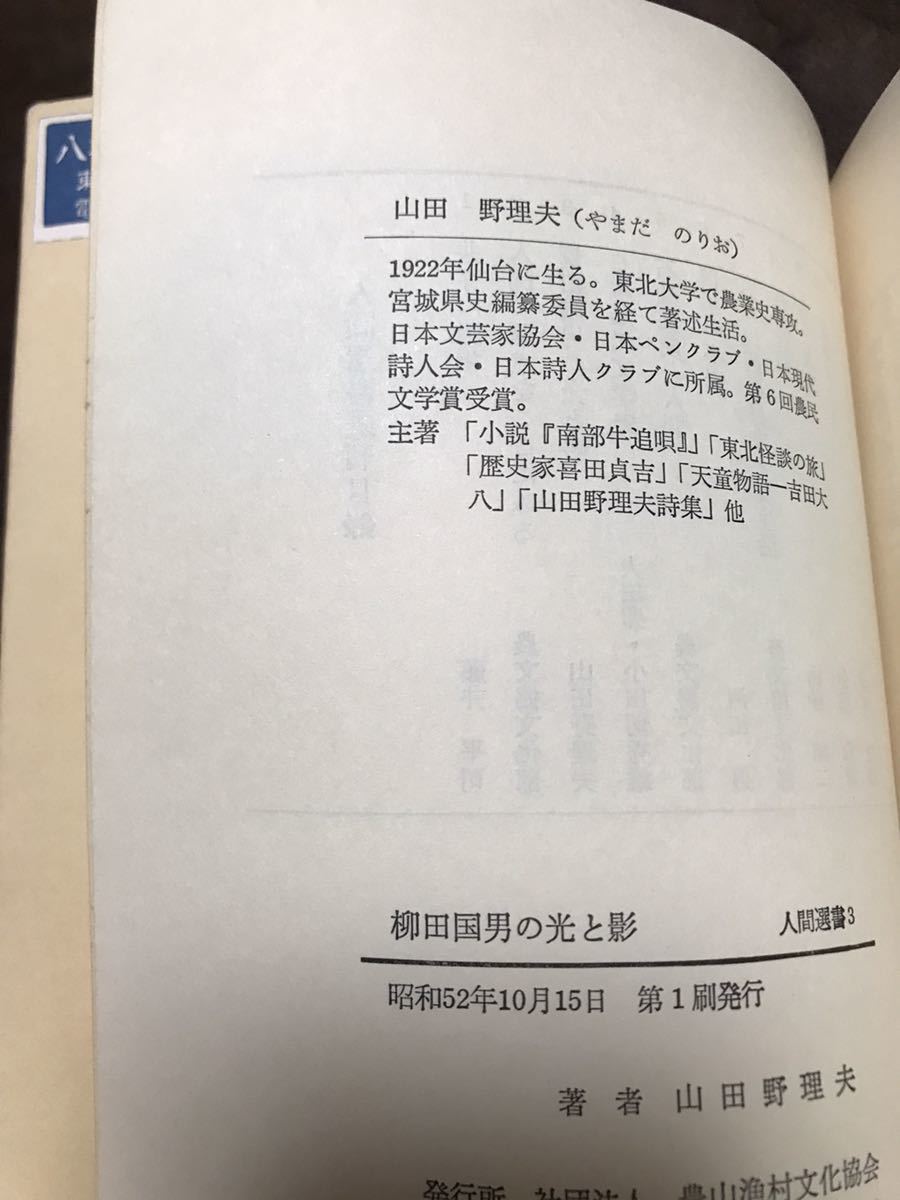 八
東
電
山田　野理夫（やまだ　のりお）
1922年仙台に生る。東北大学で農業史専攻。
宮城県史編纂委員を経て著述生活。
日本文芸家協会・日本ペンクラブ・日本現代
詩人会・日本詩人クラブに所属。第6回農民
文学賞受賞。
主著　「小説『南部牛追唄』」「東北怪談の旅」
「歴史家喜田貞吉」「天童物語―吉田大
八」「山田野理夫詩集」他
柳田国男の光と影　人間選書3
昭和52年10月15日　第1刷発行
著者　山田野理夫
発行所　社団法人　農山漁村文化協会